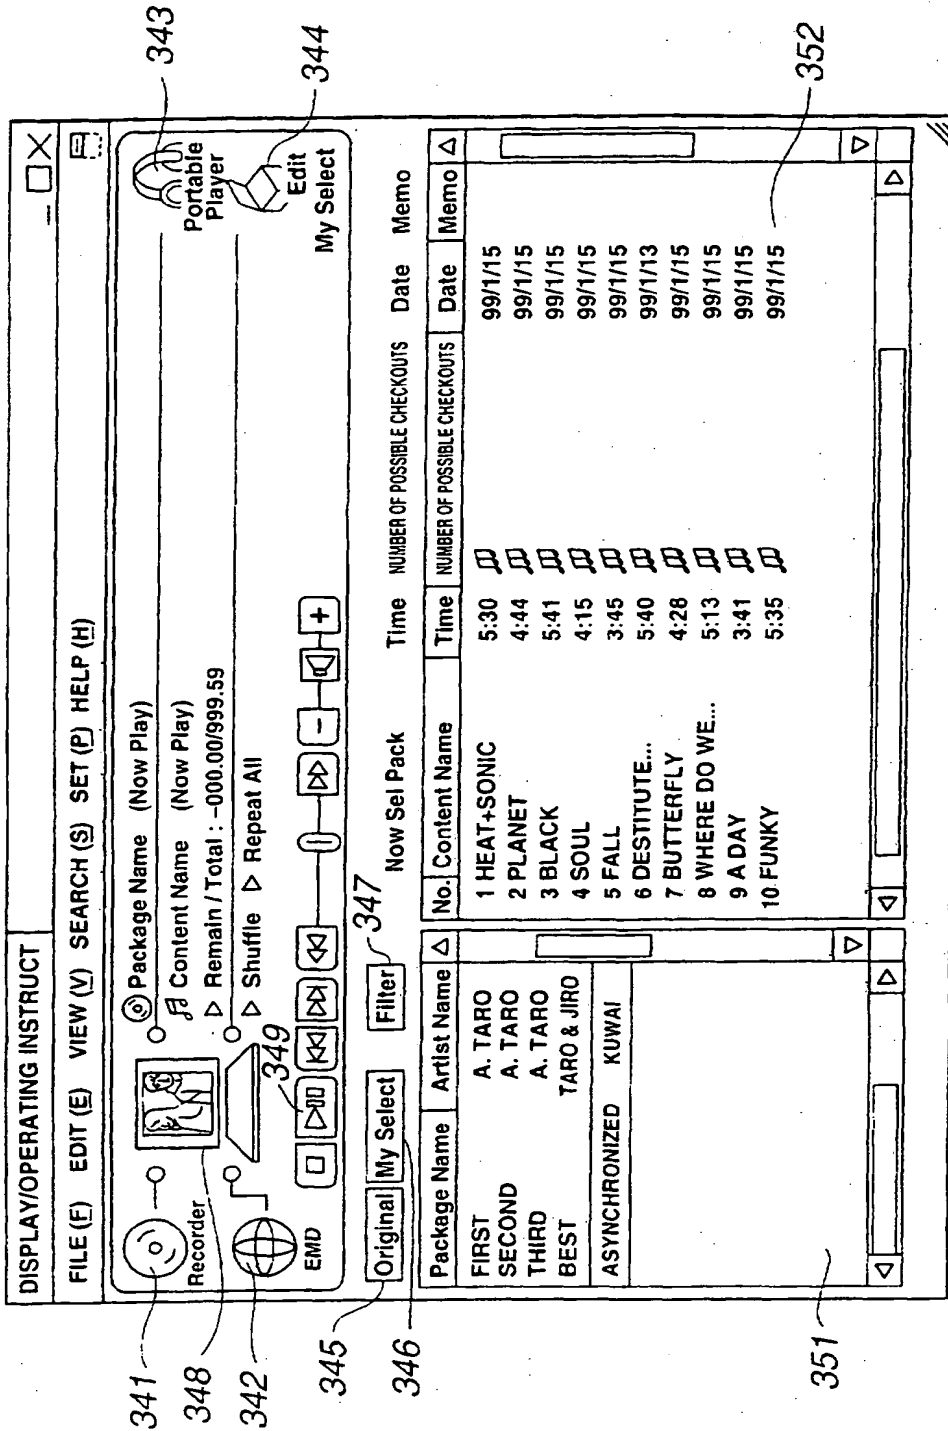 DISPLAY/OPERATING INSTRUCT
FILE (F) EDIT (E) VIEW (V) SEARCH (S) SET (P) HELP (H)
341
Recorder
348
342
EMD
349
Package Name (Now Play)
Content Name (Now Play)
Remain / Total : -000.00/999.59
Shuffle Repeat All
- +
343
Portable
Player
344
Edit
My Select
345
Original
My Select
346
Filter
347
Now Sel Pack Time NUMBER OF POSSIBLE CHECKOUTS Date Memo
Package Name Artist Name
FIRST A. TARO
SECOND A. TARO
THIRD A. TARO
BEST TARO & JIRO
ASYNCHRONIZED KUWAI
351
No. Content Name Time NUMBER OF POSSIBLE CHECKOUTS Date Memo
1 HEAT+SONIC 5:30 99/1/15
2 PLANET 4:44 99/1/15
3 BLACK 5:41 99/1/15
4 SOUL 4:15 99/1/15
5 FALL 3:45 99/1/15
6 DESTITUTE... 5:40 99/1/13
7 BUTTERFLY 4:28 99/1/15
8 WHERE DO WE... 5:13 99/1/15
9 A DAY 3:41 99/1/15
10 FUNKY 5:35 99/1/15
352